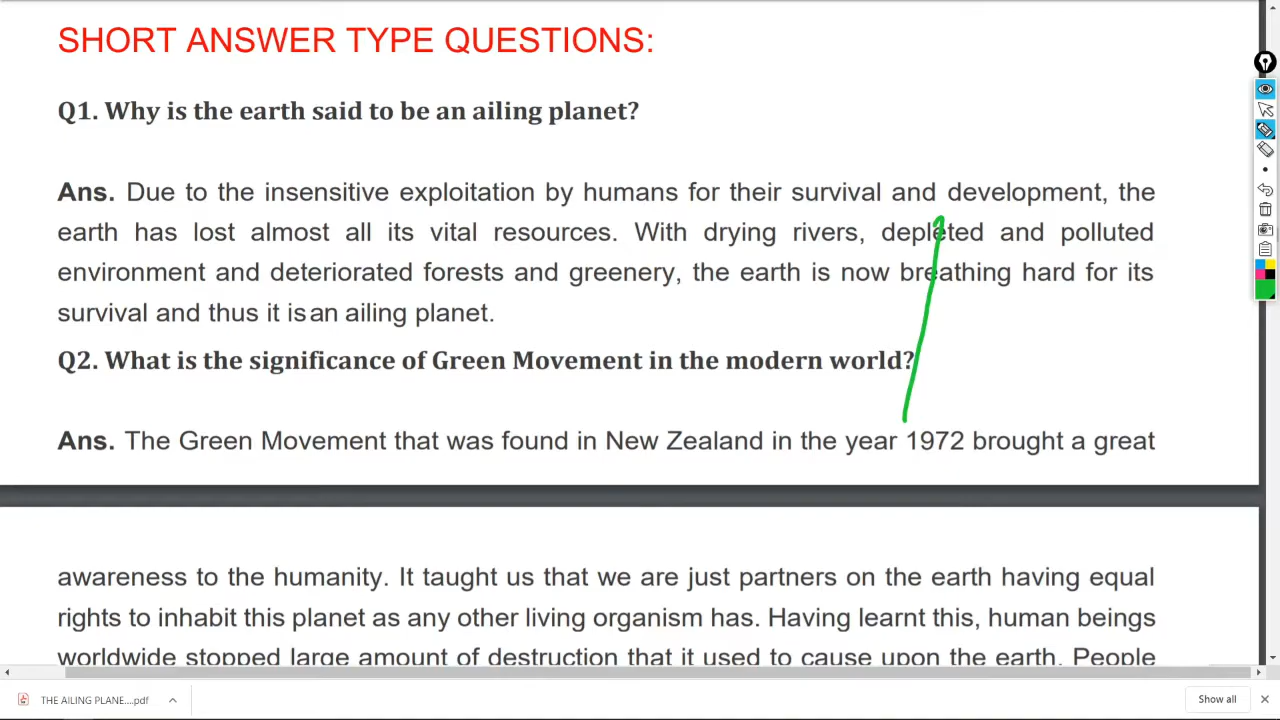 SHORT ANSWER TYPE QUESTIONS:
Q1. Why is the earth said to be an ailing planet?
Ans. Due to the insensitive exploitation by humans for their survival and development, the
earth has lost almost all its vital resources. With drying rivers, depleted and polluted
environment and deteriorated forests and greenery, the earth is now breathing hard for its
survival and thus it is an ailing planet.
Q2. What is the significance of Green Movement in the modern world?
Ans. The Green Movement that was found in New Zealand in the year 1972 brought a great
awareness to the humanity. It taught us that we are just partners on the earth having equal
rights to inhabit this planet as any other living organism has. Having learnt this, human beings
worldwide stopped large amount of destruction that it used to cause upon the earth. People
THE AILING PLANE....pdf
Show all